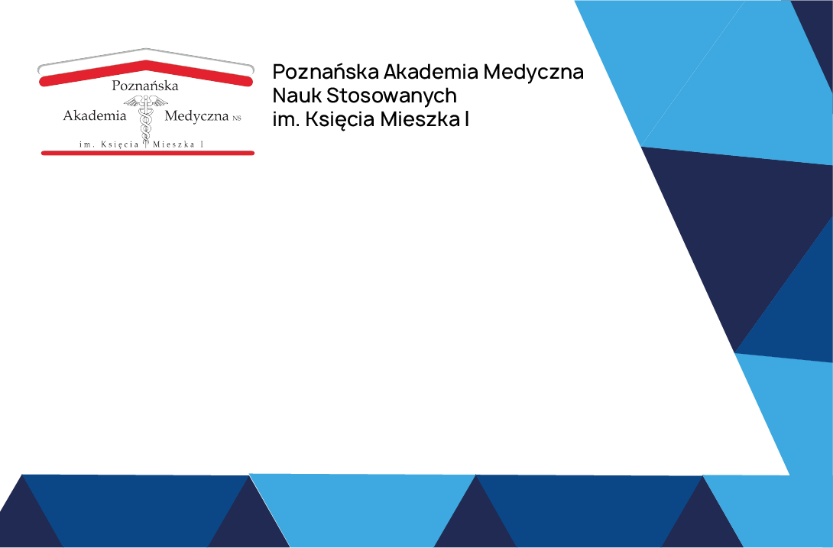 Poznańska
Akademia Medyczna NS
im. Księcia Mieszka I
Poznańska Akademia Medyczna
Nauk Stosowanych
im. Księcia Mieszka I